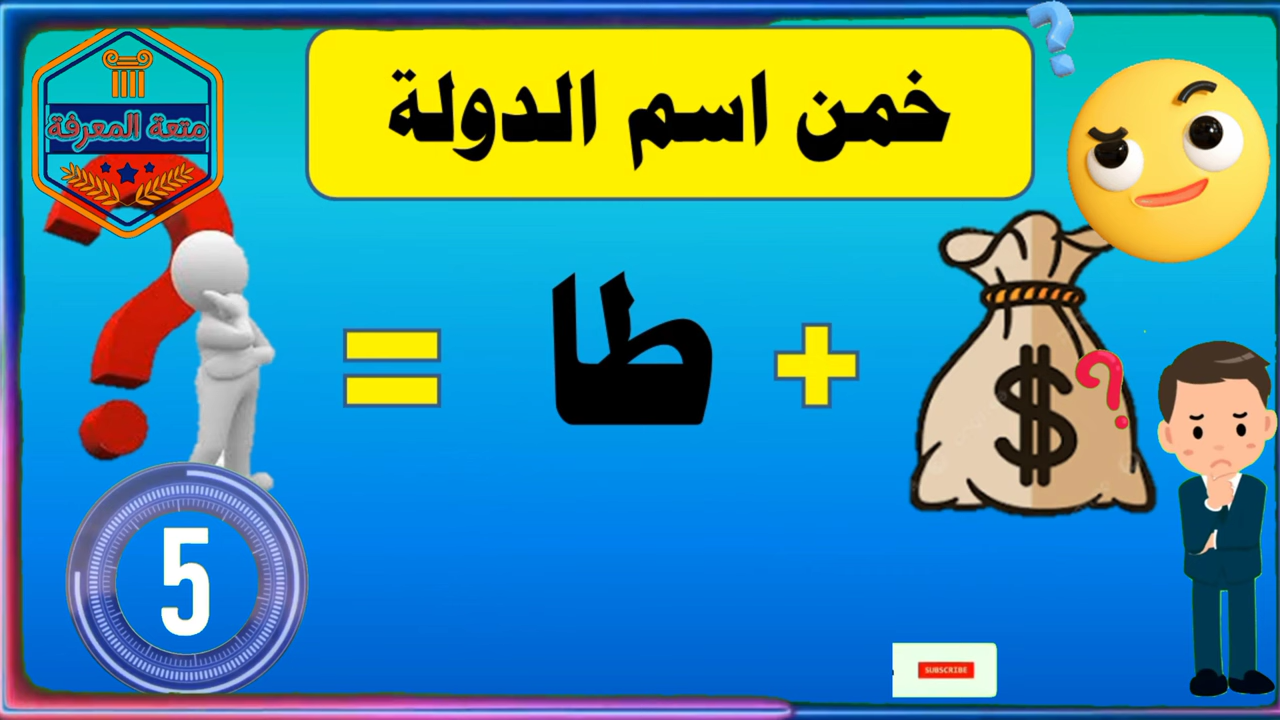 متعة المعرفة
خمن اسم الدولة
$ + طا = ?
5
SUBSCRIBE